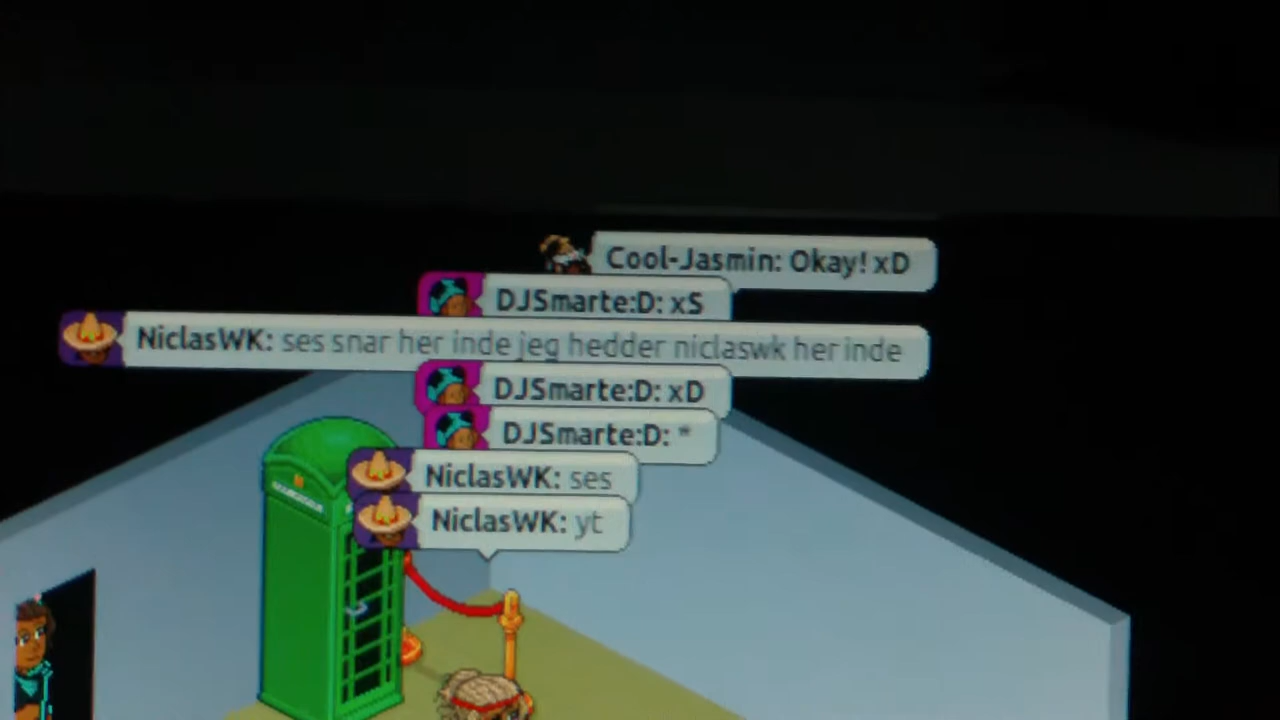 Cool-Jasmin: Okay! xD
DJSmarte:D: xS
NiclasWK: ses snar her inde jeg hedder niclaswk her inde
DJSmarte:D: xD
DJSmarte:D: *
NiclasWK: ses
NiclasWK: yt